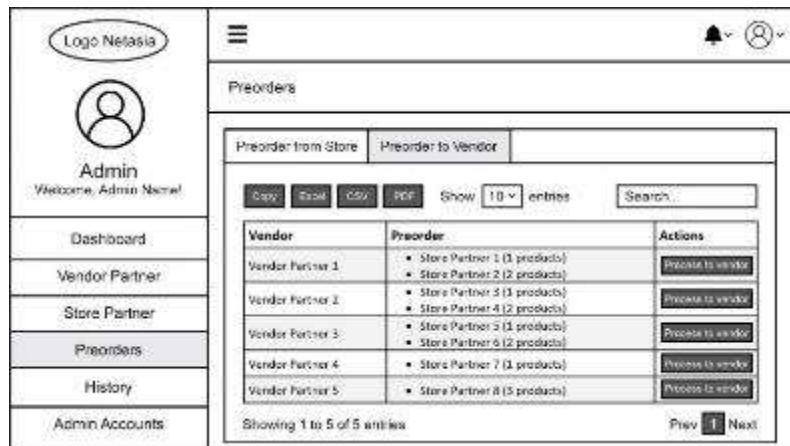 Logo Netasia
Admin
Welcome, Admin Name!
Dashboard
Vendor Partner
Store Partner
Preorders
History
Admin Accounts
Preorders
Preorder from Store
Preorder to Vendor
Copy Excel CSV PDF Show 10 entries Search...
Vendor Preorder Actions
Vendor Partner 1
• Store Partner 1 (1 products)
• Store Partner 2 (2 products)
Process to vendor
Vendor Partner 2
• Store Partner 3 (1 products)
• Store Partner 4 (2 products)
Process to vendor
Vendor Partner 3
• Store Partner 5 (1 products)
• Store Partner 6 (2 products)
Process to vendor
Vendor Partner 4
• Store Partner 7 (1 products)
Process to vendor
Vendor Partner 5
• Store Partner 8 (3 products)
Process to vendor
Showing 1 to 5 of 5 entries
Prev 1 Next